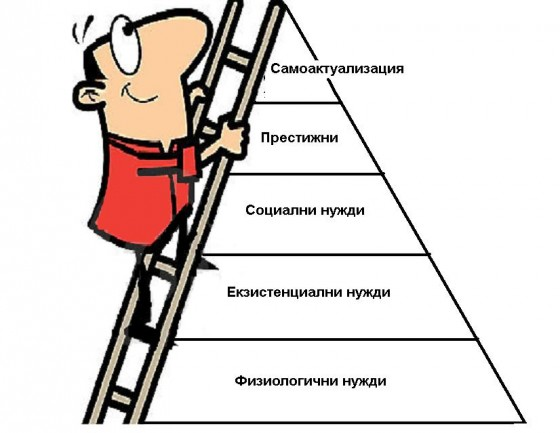 Самоактуализация
Престижни
Социални нужди
Екзистенциални нужди
Физиологични нужди